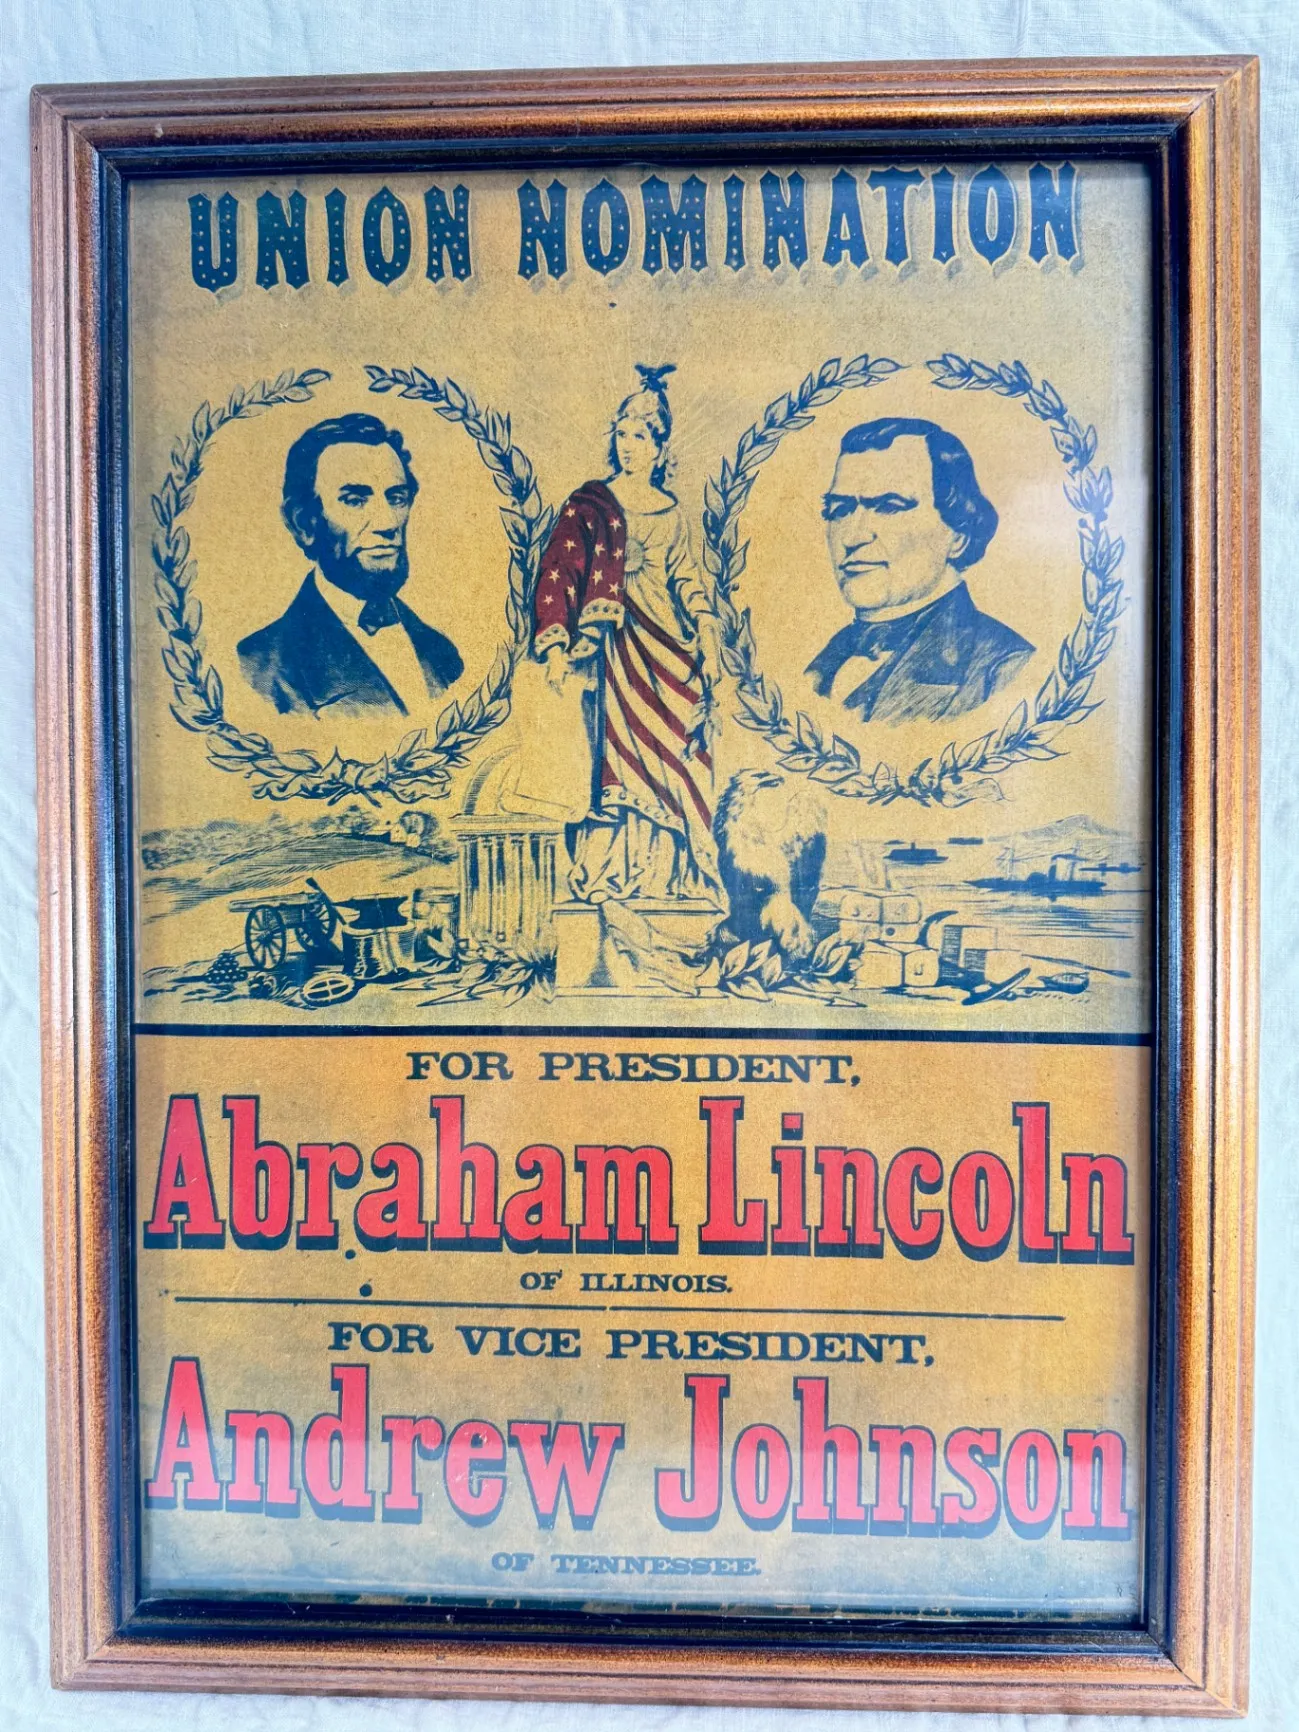 UNION NOMINATION
FOR PRESIDENT,
Abraham Lincoln
OF ILLINOIS.
FOR VICE PRESIDENT,
Andrew Johnson
OF TENNESSEE.